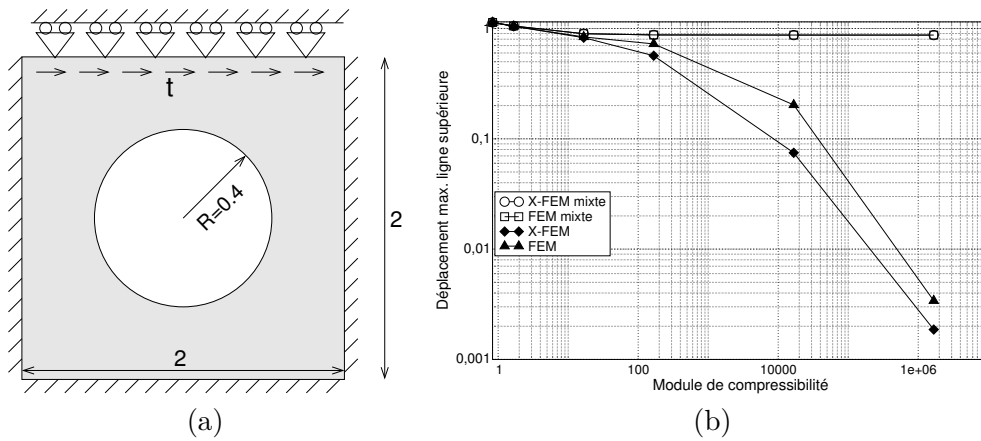 t
R=0.4
2
2
(a)
Déplacement max. ligne supérieure
1
0,1
0,01
0,001
X-FEM mixte
FEM mixte
X-FEM
FEM
1 100 10000 1e+06
Module de compressibilité
(b)